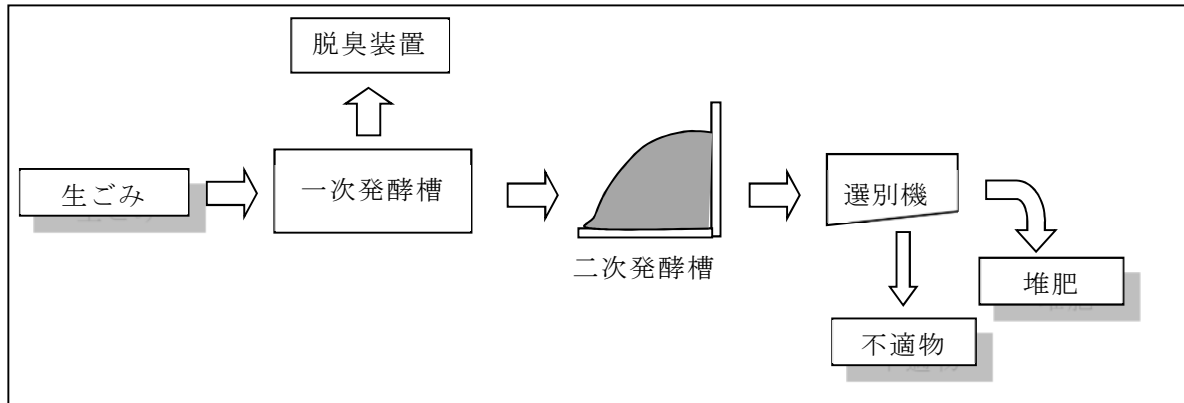 脱臭装置
生ごみ
一次発酵槽
二次発酵槽
選別機
堆肥
不適物